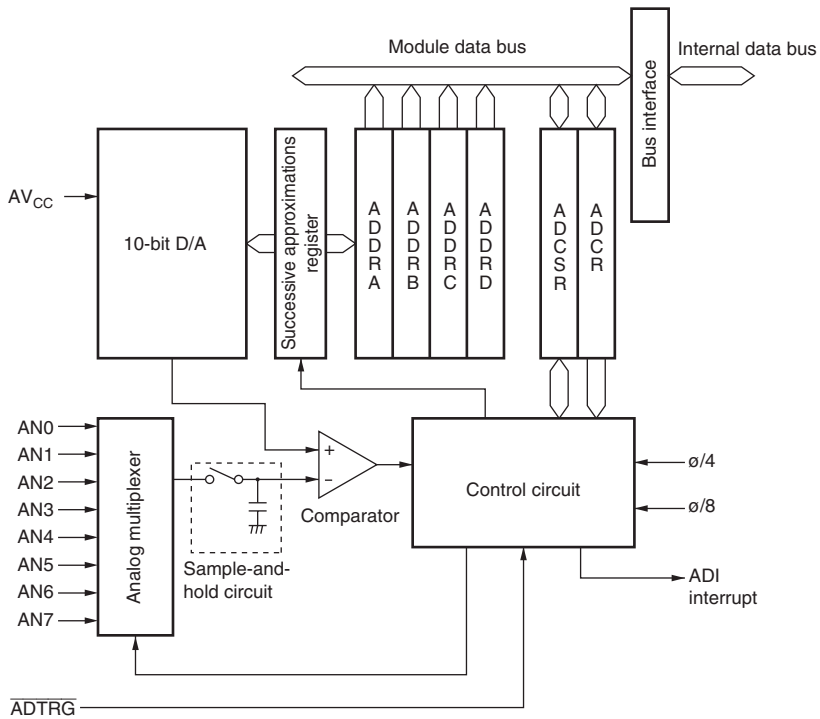 Module data bus
Internal data bus
Bus interface
AVCC
10-bit D/A
Successive approximations
register
ADDRA
ADDRB
ADDRC
ADDRD
ADCSR
ADCR
AN0
AN1
AN2
AN3
AN4
AN5
AN6
AN7
Analog multiplexer
+
−
Comparator
Sample-and-
hold circuit
Control circuit
ø/4
ø/8
ADI
interrupt
ADTRG